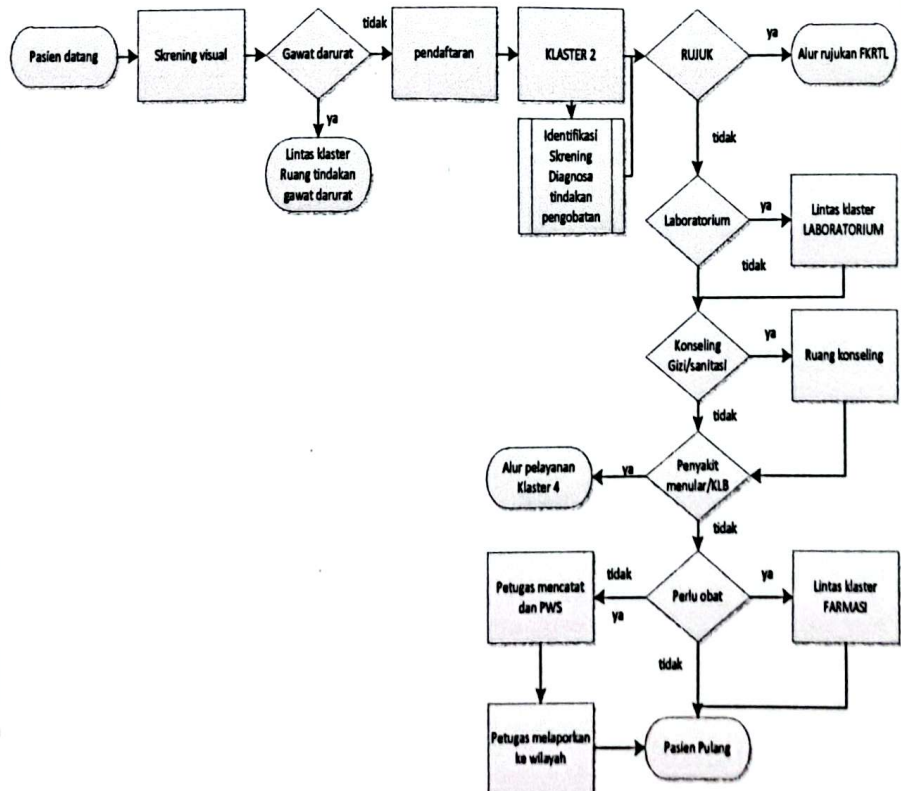 Pasien datang
Skrening visual
Gawat darurat
tidak
pendaftaran
KLASTER 2
RUJUK
ya
Alur rujukan FKRTL
ya
Lintas klaster
Ruang tindakan
gawat darurat
Identifikasi
Skrening
Diagnosa
tindakan
pengobatan
tidak
Laboratorium
ya
Lintas klaster
LABORATORIUM
tidak
Konseling
Gizi/sanitasi
ya
Ruang konseling
tidak
Alur pelayanan
Klaster 4
ya
Penyakit
menular/KLB
tidak
Petugas mencatat
dan PWS
tidak
ya
Perlu obat
ya
Lintas klaster
FARMASI
tidak
Petugas melaporkan
ke wilayah
Pasien Pulang